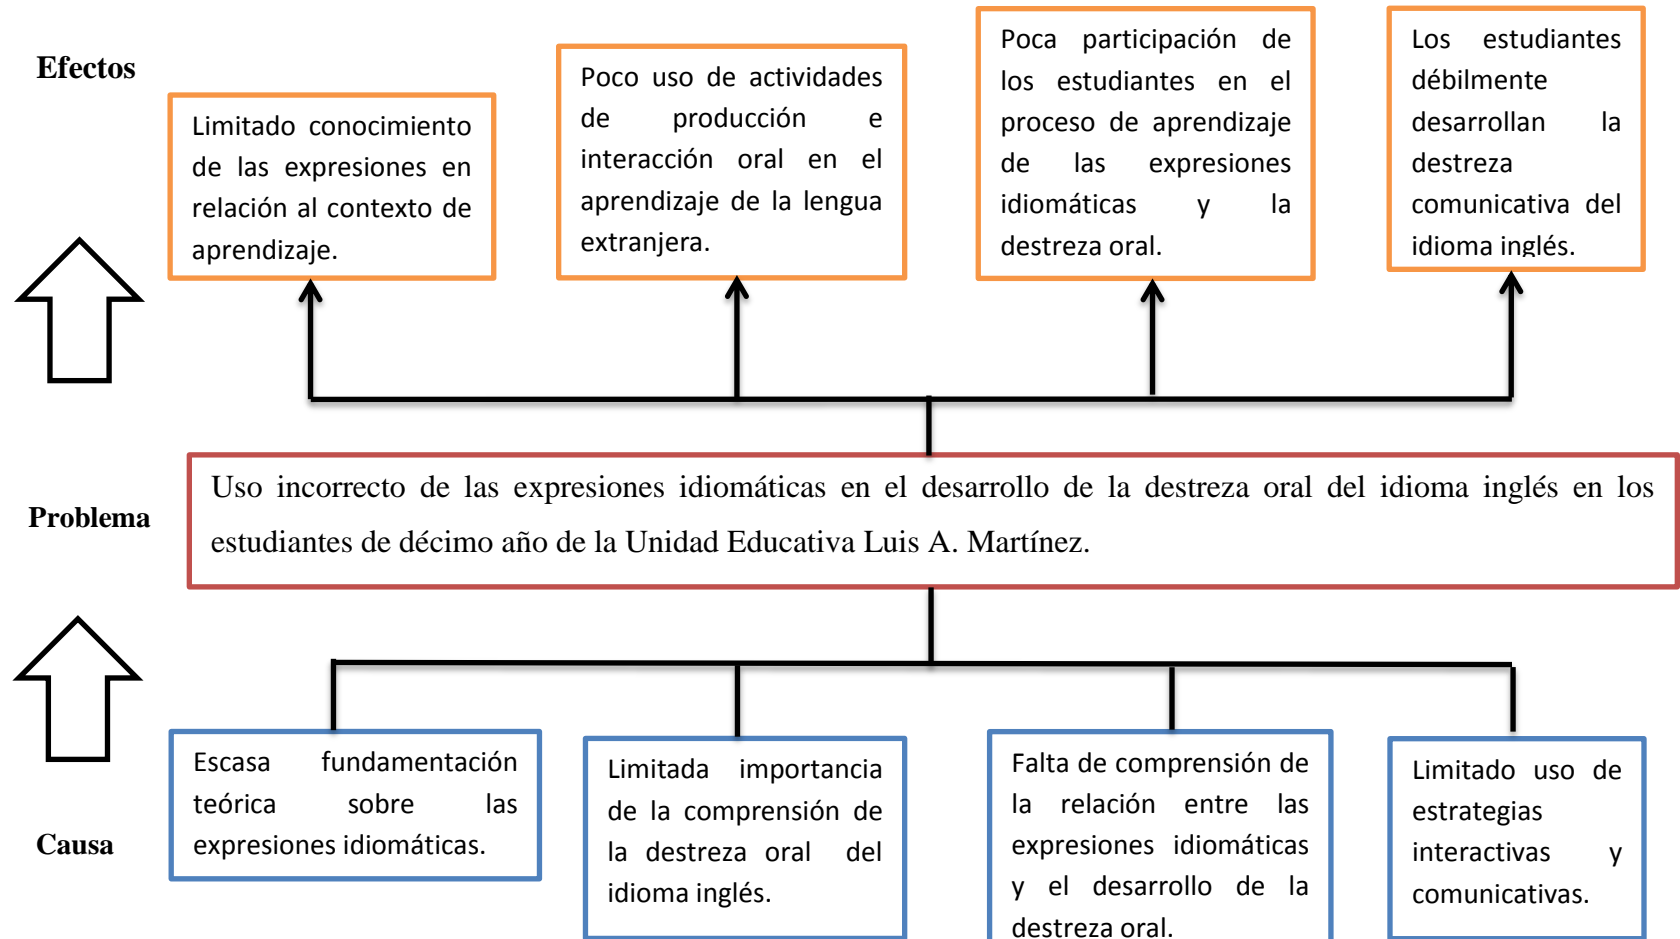 Efectos
Limitado conocimiento
de las expresiones en
relación al contexto de
aprendizaje.
Poco uso de actividades
de producción e
interacción oral en el
aprendizaje de la lengua
extranjera.
Poca participación de
los estudiantes en el
proceso de aprendizaje
de las expresiones
idiomáticas y la
destreza oral.
Los estudiantes
débilmente
desarrollan la
destreza
comunicativa del
idioma inglés.
Problema
Uso incorrecto de las expresiones idiomáticas en el desarrollo de la destreza oral del idioma inglés en los
estudiantes de décimo año de la Unidad Educativa Luis A. Martínez.
Causa
Escasa fundamentación
teórica sobre las
expresiones idiomáticas.
Limitada importancia
de la comprensión de
la destreza oral del
idioma inglés.
Falta de comprensión de
la relación entre las
expresiones idiomáticas
y el desarrollo de la
destreza oral.
Limitado uso de
estrategias
interactivas y
comunicativas.